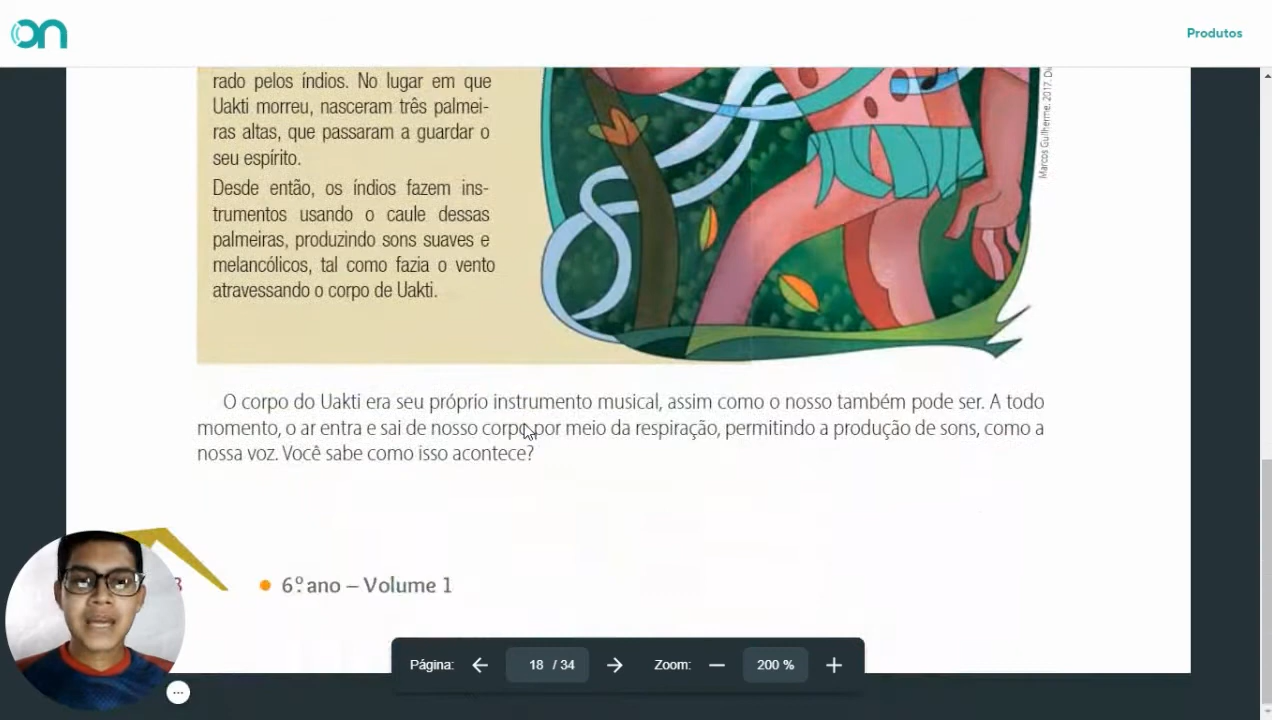 on
Produtos
rado pelos índios. No lugar em que
Uakti morreu, nasceram três palmei-
ras altas, que passaram a guardar o
seu espírito.
Desde então, os índios fazem ins-
trumentos usando o caule dessas
palmeiras, produzindo sons suaves e
melancólicos, tal como fazia o vento
atravessando o corpo de Uakti.
Marcos Guilherme. 2017. Di
O corpo do Uakti era seu próprio instrumento musical, assim como o nosso também pode ser. A todo
momento, o ar entra e sai de nosso corpo por meio da respiração, permitindo a produção de sons, como a
nossa voz. Você sabe como isso acontece?
6º. ano – Volume 1
Página: 18 / 34 Zoom: 200 %